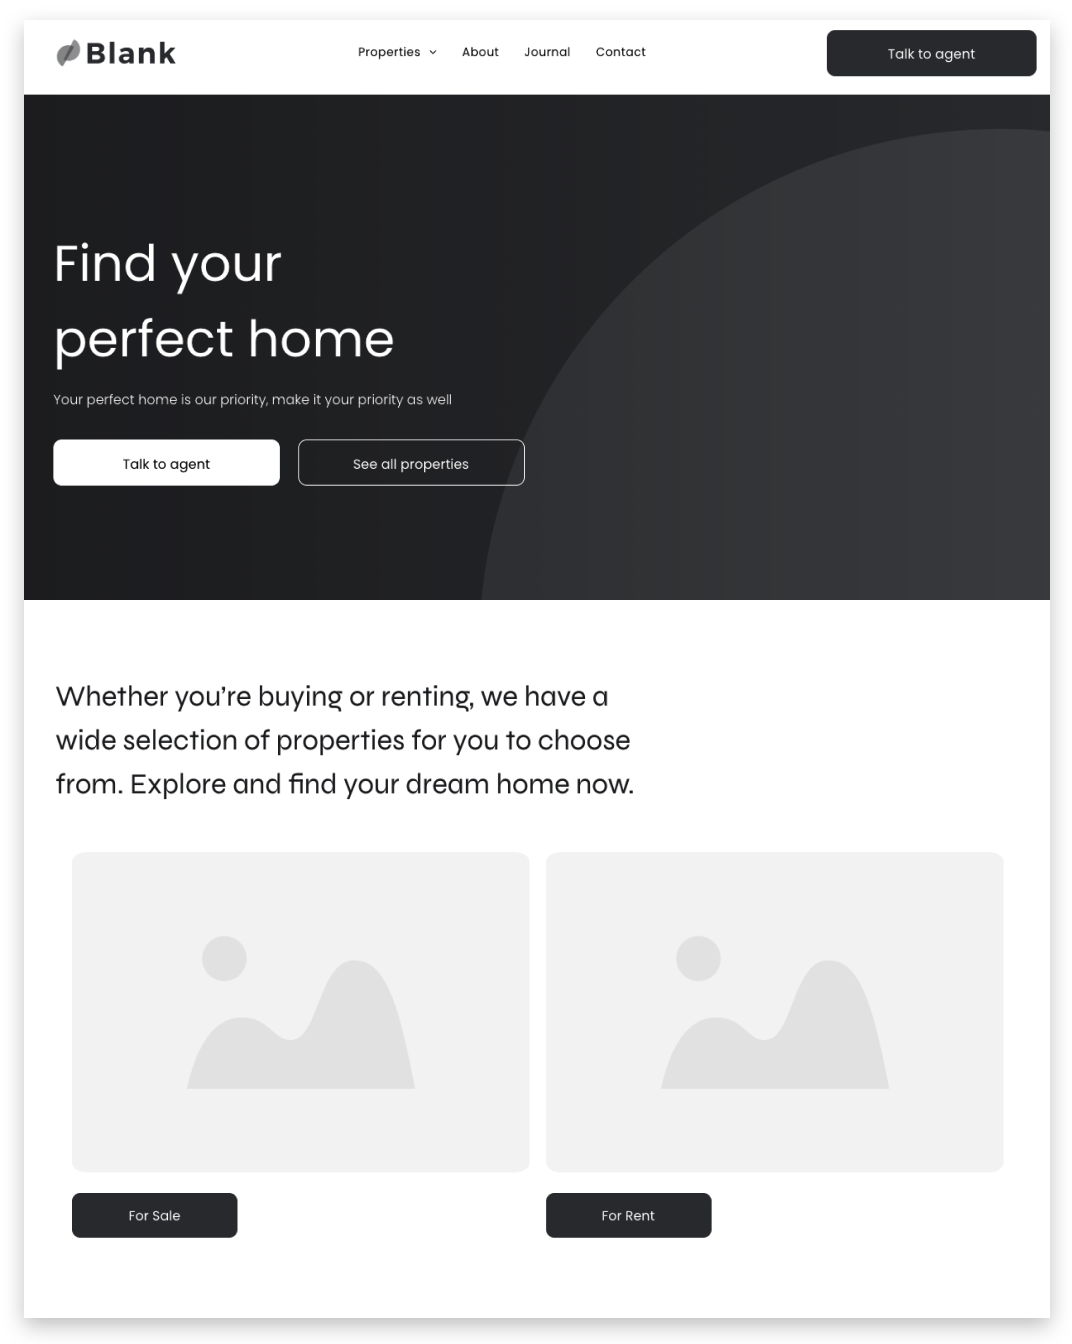 Blank
Properties
About
Journal
Contact
Talk to agent
Find your
perfect home
Your perfect home is our priority, make it your priority as well
Talk to agent
See all properties
Whether you’re buying or renting, we have a
wide selection of properties for you to choose
from. Explore and find your dream home now.
For Sale
For Rent